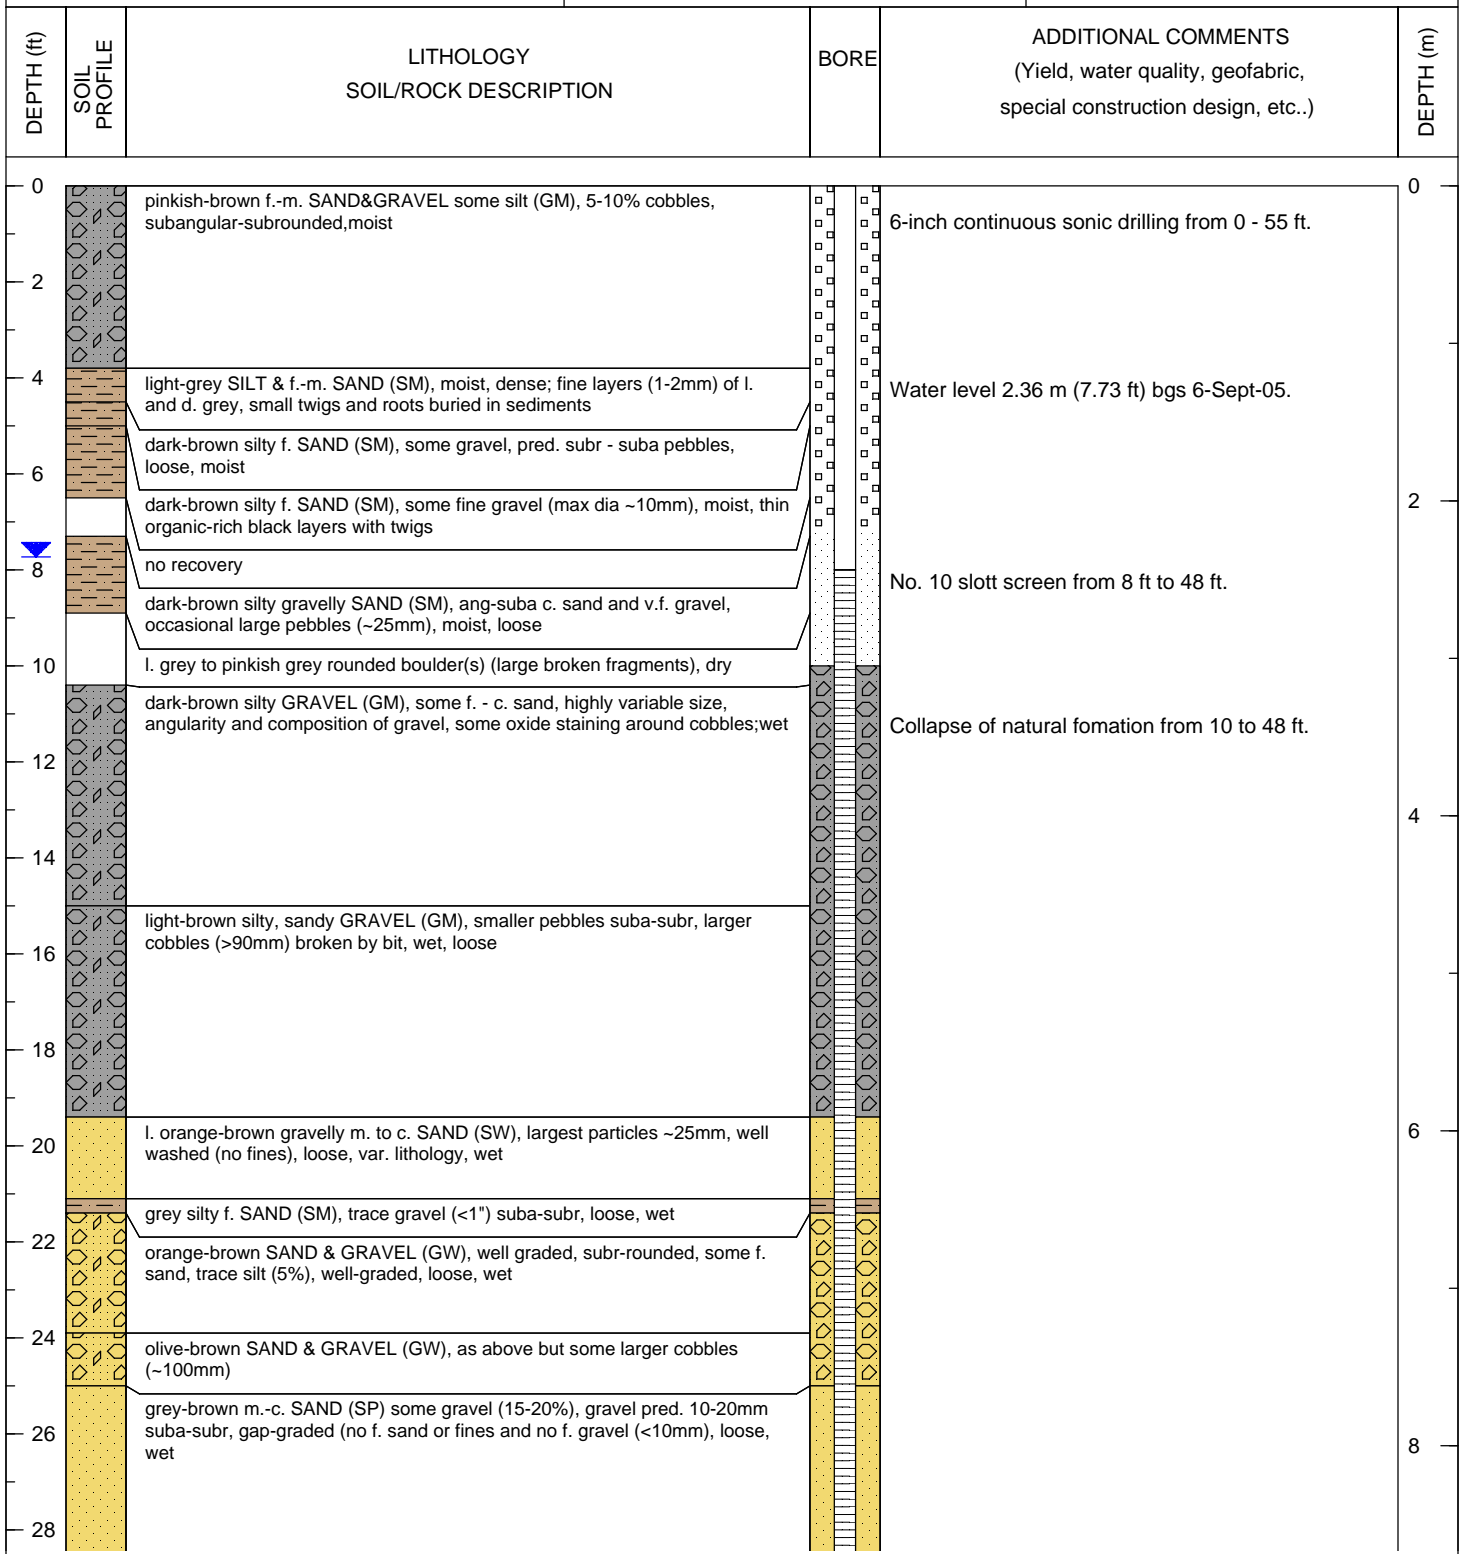 DEPTH (ft)
SOIL
PROFILE
LITHOLOGY
SOIL/ROCK DESCRIPTION
BORE
ADDITIONAL COMMENTS
(Yield, water quality, geofabric,
special construction design, etc..)
DEPTH (m)
0
pinkish-brown f.-m. SAND&GRAVEL some silt (GM), 5-10% cobbles,
subangular-subrounded,moist
6-inch continuous sonic drilling from 0 - 55 ft.
0
2
4
light-grey SILT & f.-m. SAND (SM), moist, dense; fine layers (1-2mm) of l.
and d. grey, small twigs and roots buried in sediments
Water level 2.36 m (7.73 ft) bgs 6-Sept-05.
dark-brown silty f. SAND (SM), some gravel, pred. subr - suba pebbles,
loose, moist
6
dark-brown silty f. SAND (SM), some fine gravel (max dia ~10mm), moist, thin
organic-rich black layers with twigs
2
no recovery
8
No. 10 slott screen from 8 ft to 48 ft.
dark-brown silty gravelly SAND (SM), ang-suba c. sand and v.f. gravel,
occasional large pebbles (~25mm), moist, loose
10
l. grey to pinkish grey rounded boulder(s) (large broken fragments), dry
dark-brown silty GRAVEL (GM), some f. - c. sand, highly variable size,
angularity and composition of gravel, some oxide staining around cobbles;wet
Collapse of natural fomation from 10 to 48 ft.
12
4
14
light-brown silty, sandy GRAVEL (GM), smaller pebbles suba-subr, larger
cobbles (>90mm) broken by bit, wet, loose
16
18
l. orange-brown gravelly m. to c. SAND (SW), largest particles ~25mm, well
washed (no fines), loose, var. lithology, wet
20
6
grey silty f. SAND (SM), trace gravel (<1") suba-subr, loose, wet
22
orange-brown SAND & GRAVEL (GW), well graded, subr-rounded, some f.
sand, trace silt (5%), well-graded, loose, wet
24
olive-brown SAND & GRAVEL (GW), as above but some larger cobbles
(~100mm)
grey-brown m.-c. SAND (SP) some gravel (15-20%), gravel pred. 10-20mm
suba-subr, gap-graded (no f. sand or fines and no f. gravel (<10mm), loose,
wet
26
8
28